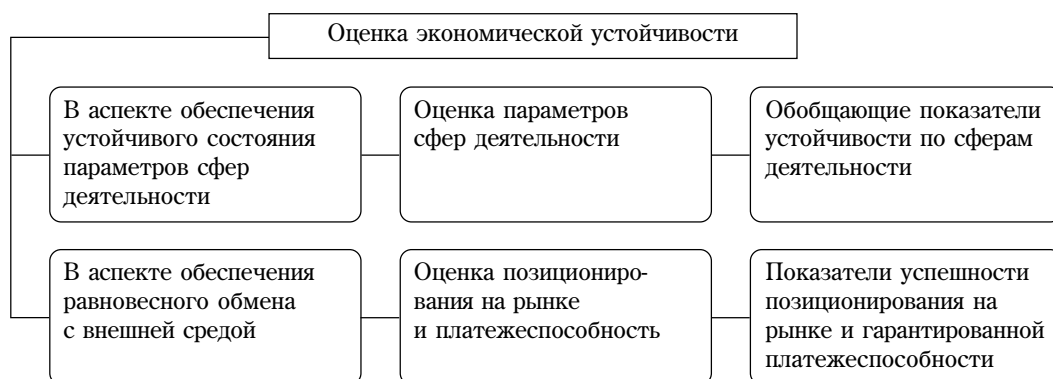 Оценка экономической устойчивости
В аспекте обеспечения
устойчивого состояния
параметров сфер
деятельности
Оценка параметров
сфер деятельности
Обобщающие показатели
устойчивости по сферам
деятельности
В аспекте обеспечения
равновесного обмена
с внешней средой
Оценка позициониро-
вания на рынке
и платежеспособность
Показатели успешности
позиционирования на
рынке и гарантированной
платежеспособности